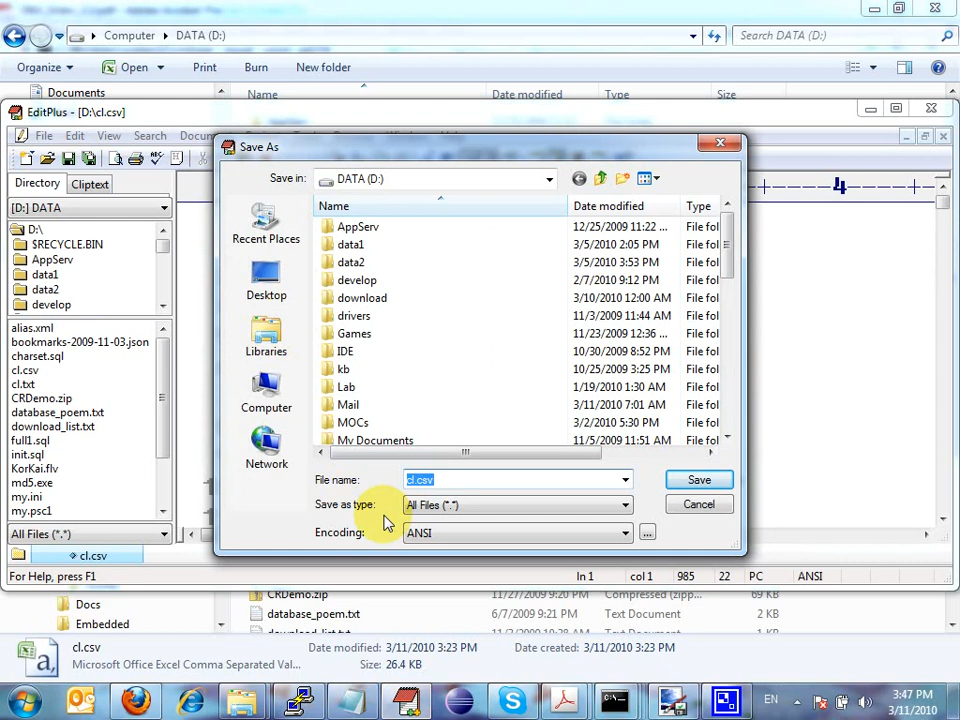 Computer DATA (D:) Search DATA (D:)
Organize Open Print Burn New folder
Documents Name Date modified Type Size
EditPlus - [D:\cl.csv]
File Edit View Search
Save As
Directory Cliptext
Save in: DATA (D:)
[D:] DATA
Name Date modified Type
D:\
$RECYCLE.BIN
AppServ
data1
data2
develop
Recent Places
Desktop
Libraries
Computer
Network
AppServ 12/25/2009 11:22 ... File fol
data1 3/5/2010 2:05 PM File fol
data2 3/5/2010 3:53 PM File fol
develop 2/7/2010 9:12 PM File fol
download 3/10/2010 12:00 AM File fol
drivers 11/3/2009 11:44 AM File fol
Games 11/23/2009 12:36 ... File fol
IDE 10/30/2009 8:52 PM File fol
kb 10/25/2009 3:25 PM File fol
Lab 1/19/2010 1:30 AM File fol
Mail 3/11/2010 7:01 AM File fol
MOCs 3/2/2010 5:30 PM File fol
My Documents 11/5/2009 11:51 AM File fol
4
alias.xml
bookmarks-2009-11-03.json
charset.sql
cl.csv
cl.txt
CRDemo.zip
database_poem.txt
download_list.txt
full1.sql
init.sql
KorKai.flv
md5.exe
my.ini
my.psc1
All Files (*.*)
File name: cl.csv Save
Save as type: All Files (*.*) Cancel
Encoding: ANSI ...
cl.csv
For Help, press F1 ln 1 col 1 985 22 PC ANSI
Docs
Embedded
CRDemo.zip 11/27/2009 9:20 PM Compressed (zipp... 69 KB
database_poem.txt 6/7/2009 9:21 PM Text Document 2 KB
cl.csv Date modified: 3/11/2010 3:23 PM Date created: 3/11/2010 3:23 PM
Microsoft Office Excel Comma Separated Val... Size: 26.4 KB
EN
3:47 PM
3/11/2010